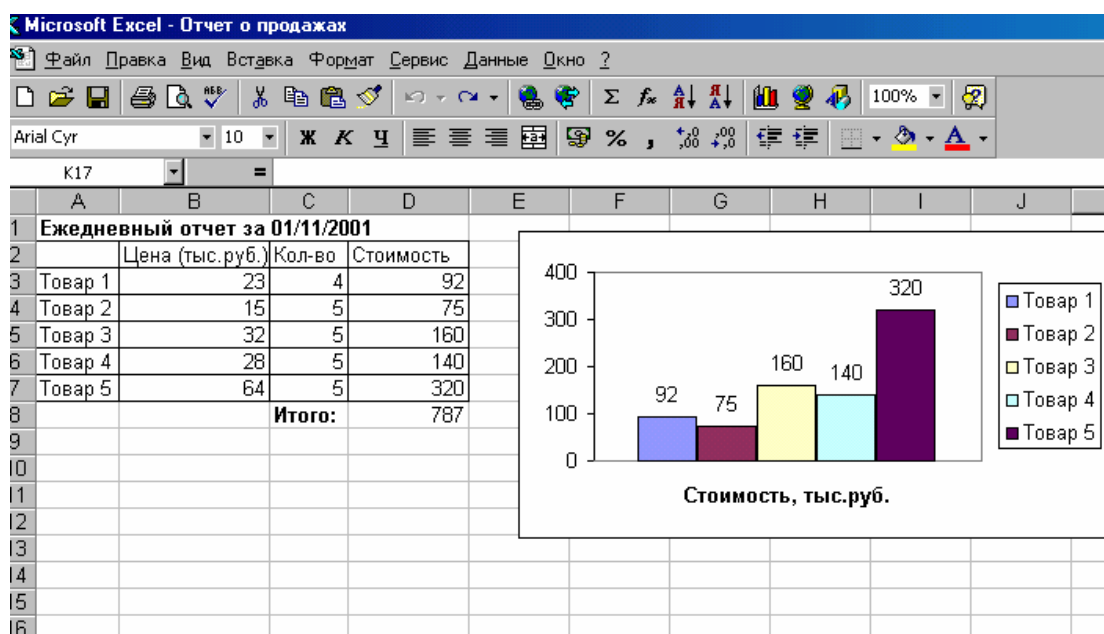 Microsoft Excel - Отчет о продажах
Файл Правка Вид Вставка Формат Сервис Данные Окно ?
100%
Arial Cyr 10 Ж К Ч % ,
K17 =
A B C D E F G H I J
1 Ежедневный отчет за 01/11/2001
2 Цена (тыс.руб.) Кол-во Стоимость
3 Товар 1 23 4 92
4 Товар 2 15 5 75
5 Товар 3 32 5 160
6 Товар 4 28 5 140
7 Товар 5 64 5 320
8 Итого: 787
9
10
11
12
13
14
15
16
400
300
200
100
0
92 75 160 140 320
Стоимость, тыс.руб.
Товар 1
Товар 2
Товар 3
Товар 4
Товар 5